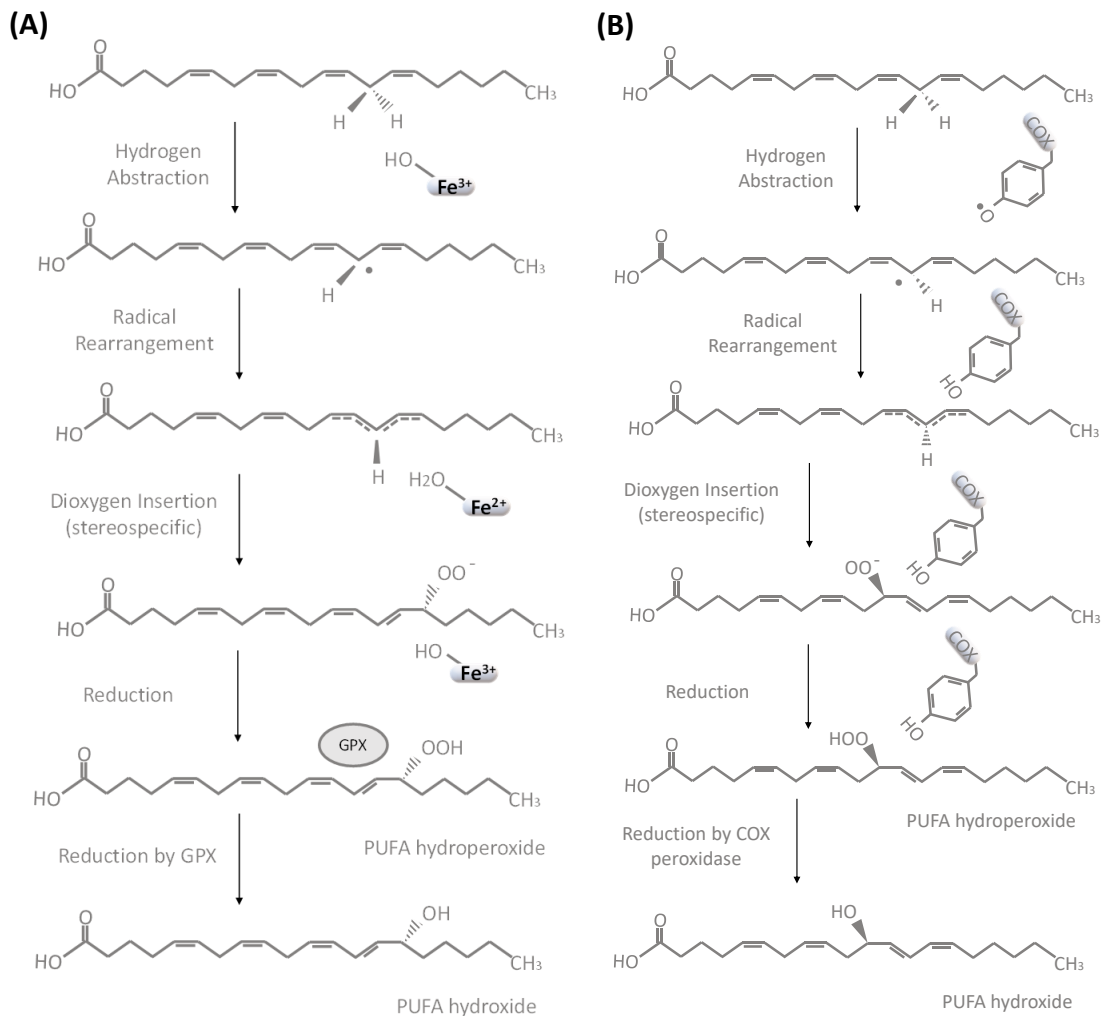 (A)
O
HO
CH3
H
H
Hydrogen
Abstraction
HO
Fe3+
O
HO
CH3
H
Radical
Rearrangement
O
HO
CH3
H
H2O
Fe2+
Dioxygen Insertion
(stereospecific)
OO-
O
HO
CH3
HO
Fe3+
Reduction
GPX
OOH
O
HO
CH3
PUFA hydroperoxide
Reduction by GPX
OH
O
HO
CH3
PUFA hydroxide
(B)
O
HO
CH3
H
H
Hydrogen
Abstraction
COX
O
O
HO
CH3
H
Radical
Rearrangement
COX
HO
O
HO
CH3
H
Dioxygen Insertion
(stereospecific)
COX
HO
OO-
O
HO
CH3
Reduction
COX
HO
HOO
O
HO
CH3
PUFA hydroperoxide
Reduction by COX
peroxidase
HO
O
HO
CH3
PUFA hydroxide